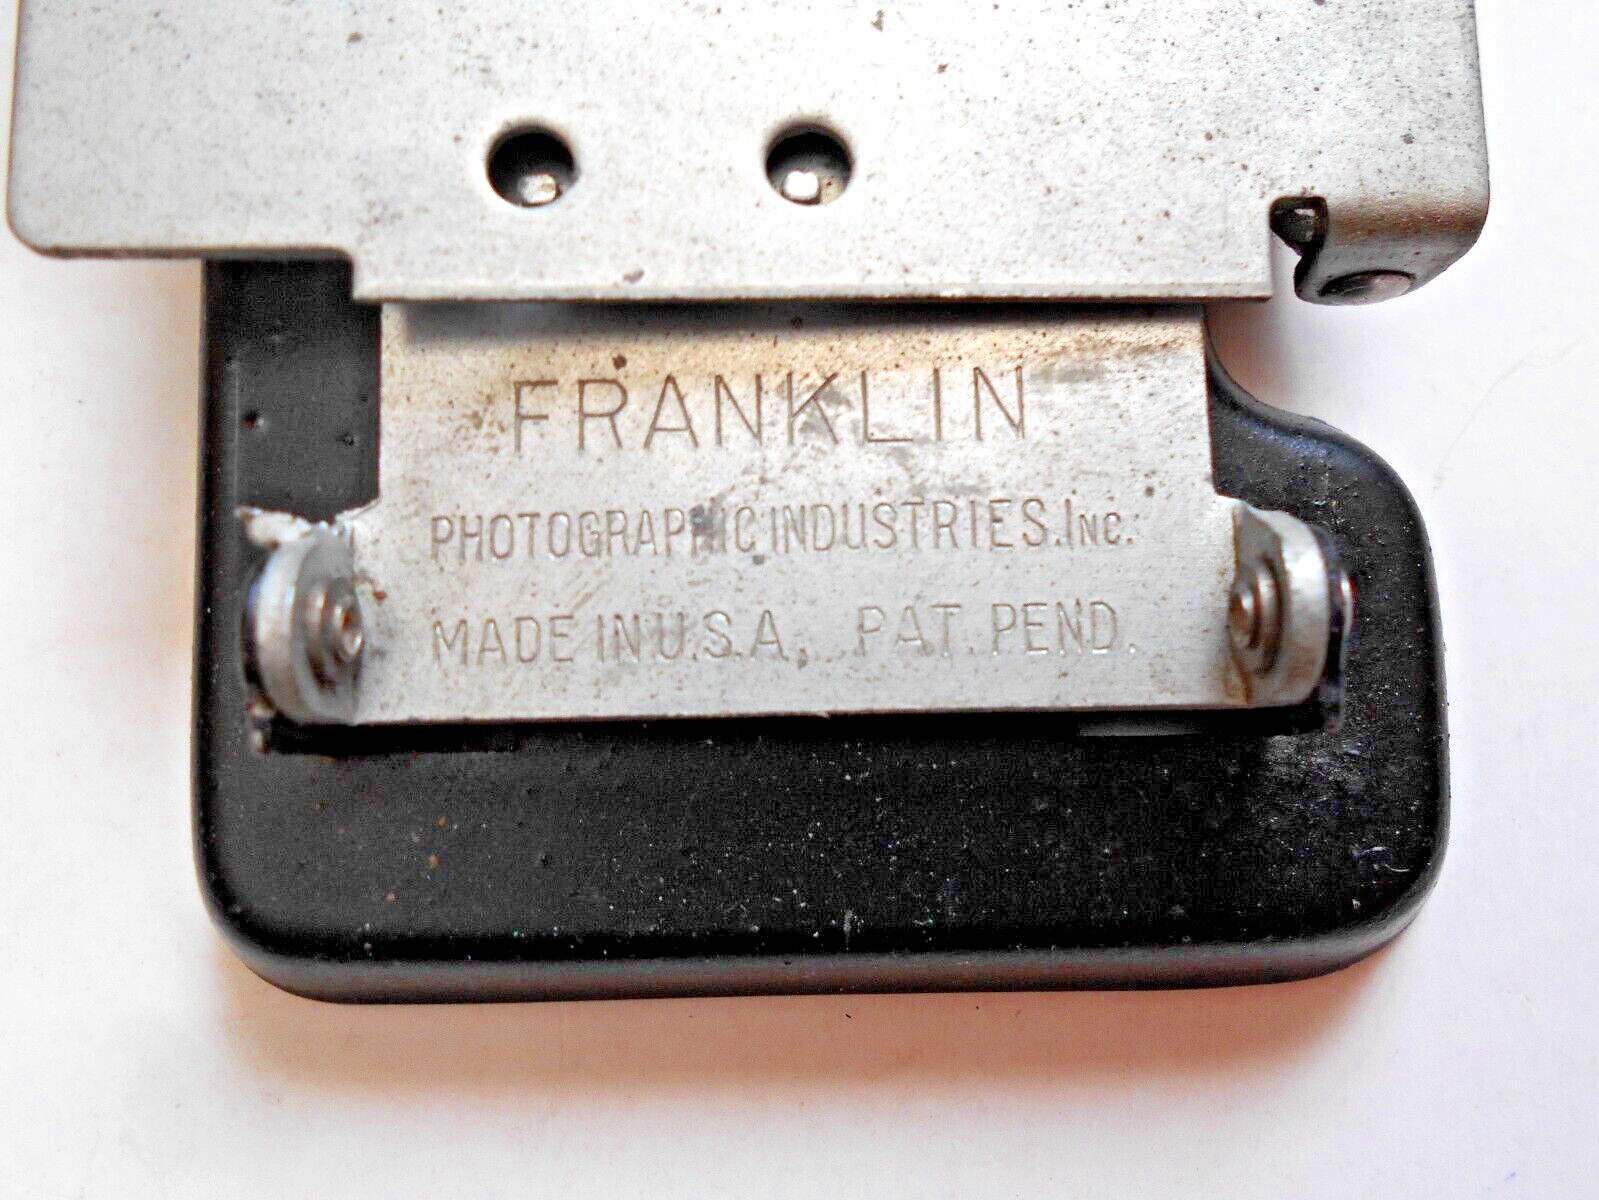 FRANKLIN
PHOTOGRAPHIC INDUSTRIES. INC.
MADE IN U.S.A. PAT. PEND.